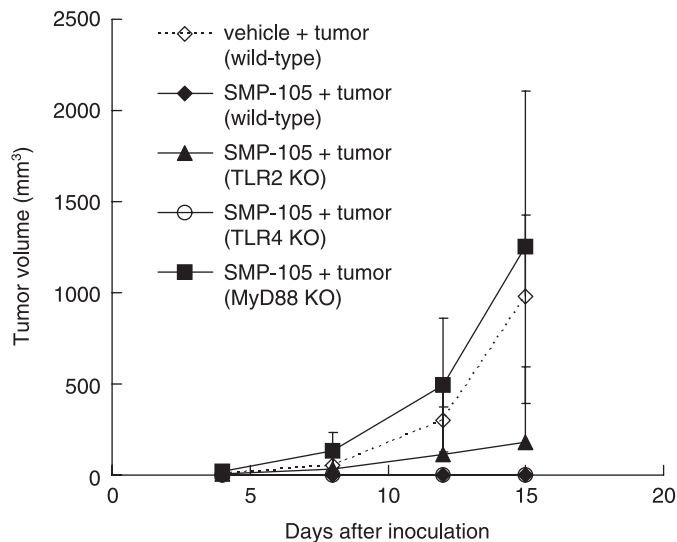 2500
2000
1500
1000
500
0
Tumor volume (mm³)
vehicle + tumor
(wild-type)
SMP-105 + tumor
(wild-type)
SMP-105 + tumor
(TLR2 KO)
SMP-105 + tumor
(TLR4 KO)
SMP-105 + tumor
(MyD88 KO)
0 5 10 15 20
Days after inoculation